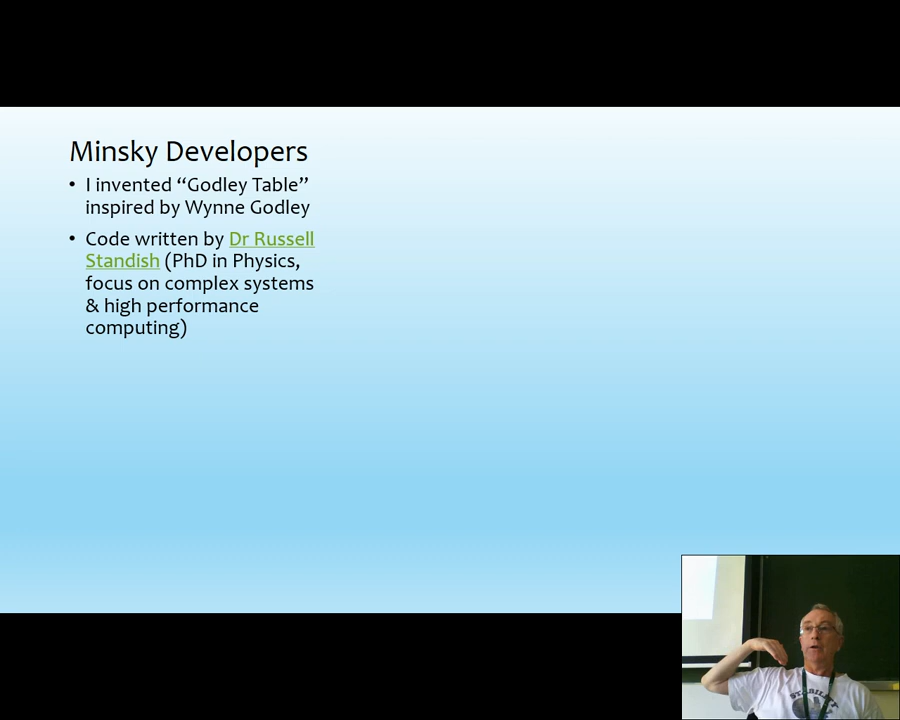 Minsky Developers
• I invented “Godley Table”
inspired by Wynne Godley
• Code written by Dr Russell
Standish (PhD in Physics,
focus on complex systems
& high performance
computing)
STABILITY